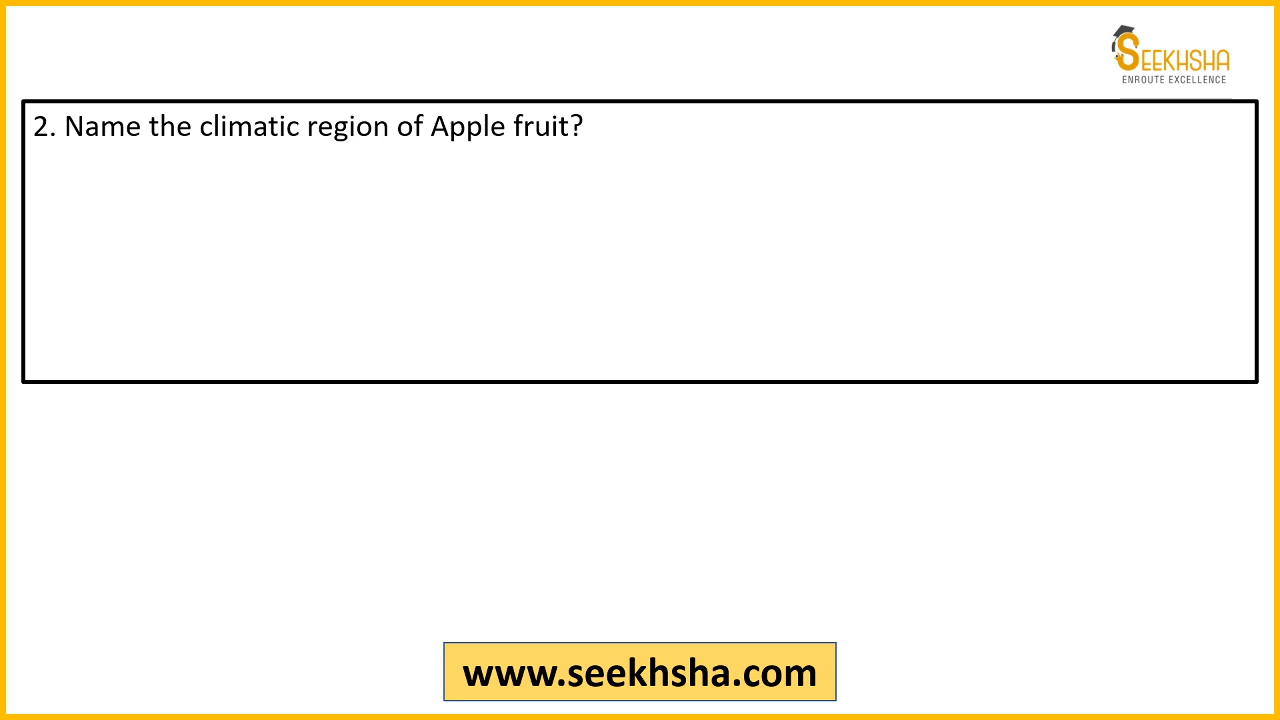 SEEKHSHA
ENROUTE EXCELLENCE
2. Name the climatic region of Apple fruit?
www.seekhsha.com